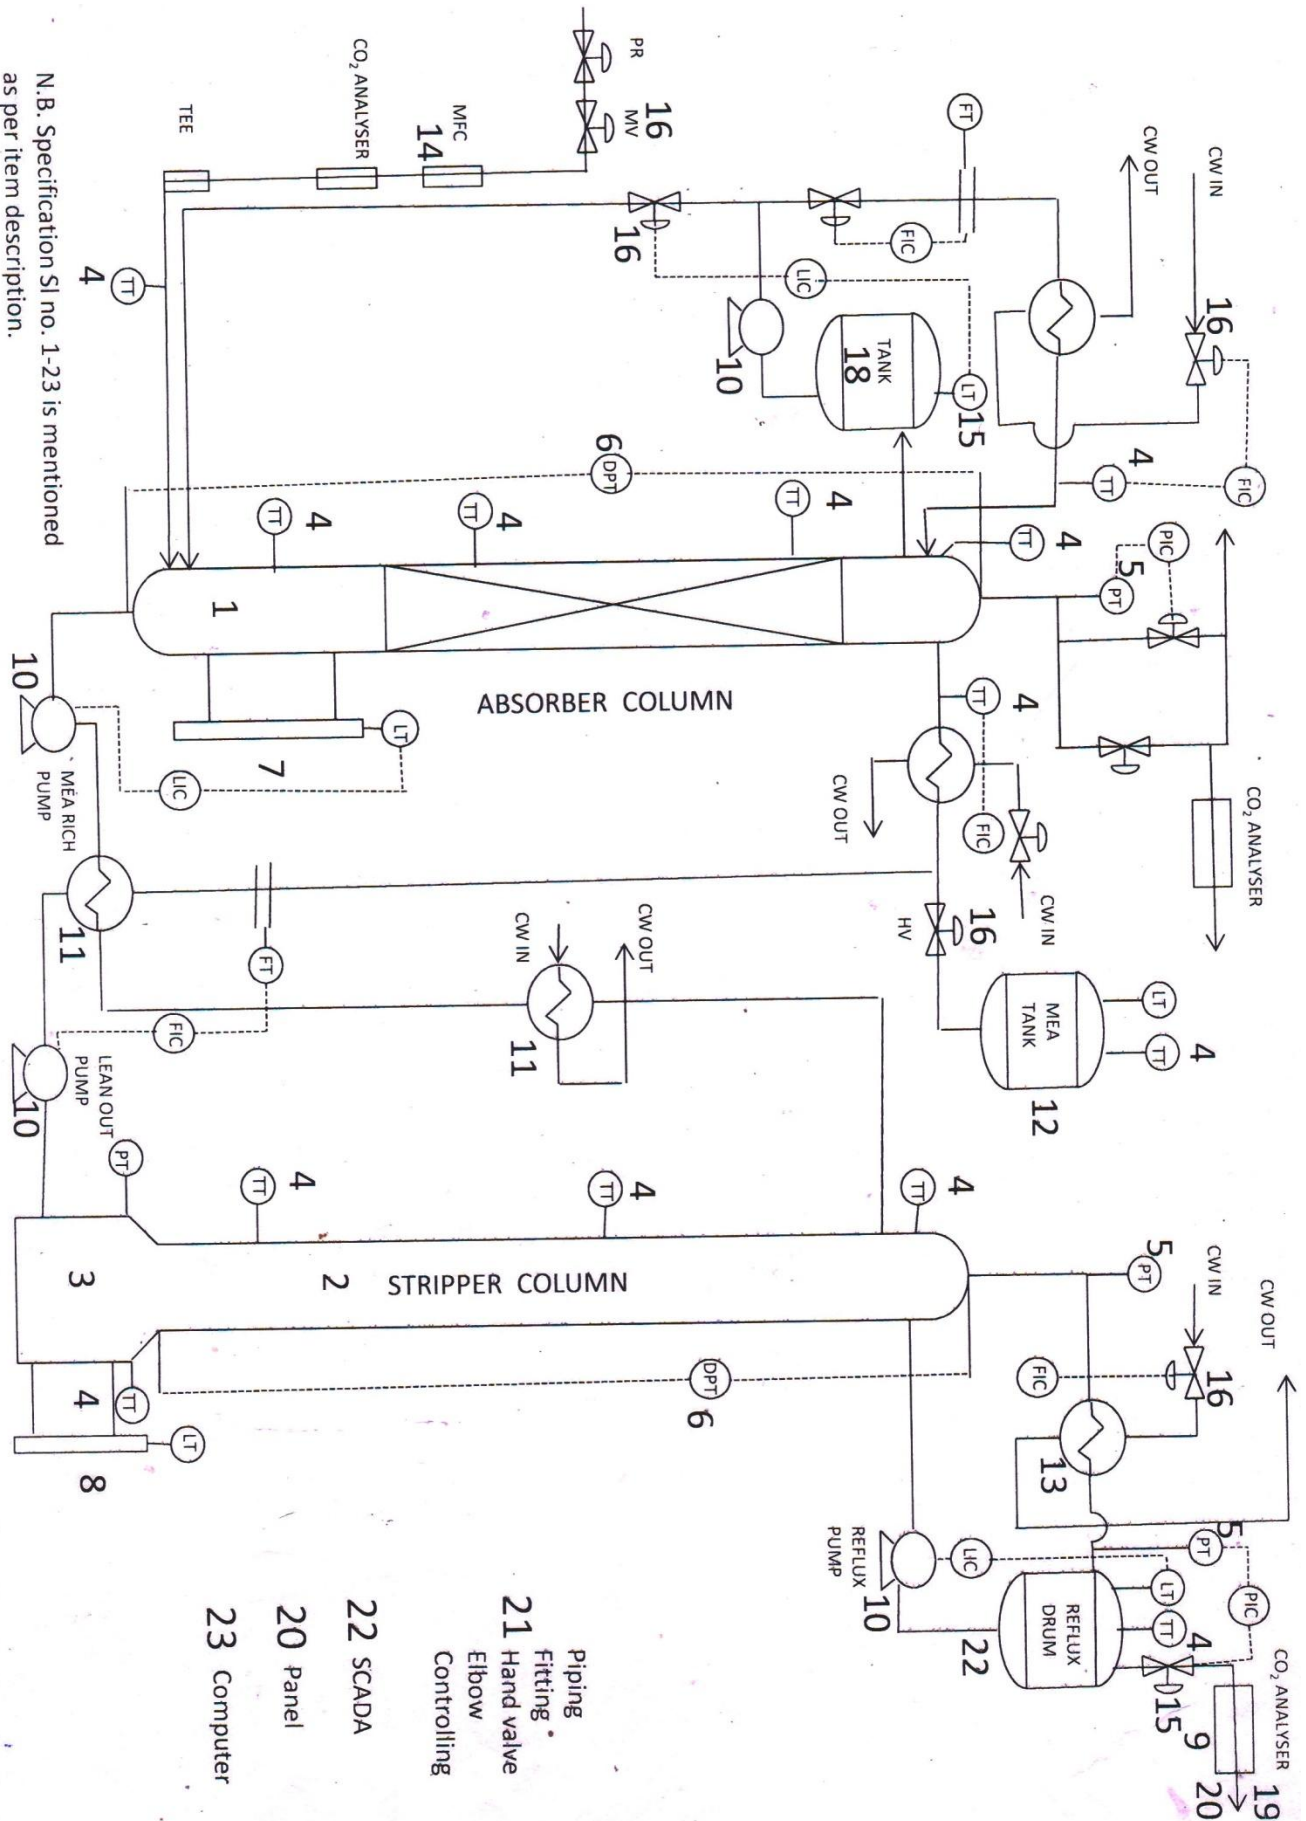 CO₂ ANALYSER
19
CO₂ ANALYSER
CW OUT
9
20
CW IN
16
FIC
PIC
5
CW IN
16
PIC
5
4
15
CW OUT
4
TT
5
PT
LT
4
TT
PT
FIC
PT
LT
TT
FT
4
TT
4
TT
CW IN
MEA
TANK
12
13
REFLUX
DRUM
22
LT
15
FIC
16
HV
4
TT
LIC
FIC
TANK
18
CW OUT
REFLUX
PUMP
10
LIC
4
TT
10
ABSORBER COLUMN
DPT
6
PR
16
MV
16
6
DPT
CW OUT
4
TT
STRIPPER COLUMN
Piping
Fitting
21 Hand valve
Elbow
Controlling
CW IN
11
4
TT
MFC
14
LT
2
22 SCADA
CO₂ ANALYSER
4
TT
7
FT
4
TT
20 Panel
TEE
1
LIC
FIC
23 Computer
4
TT
PT
TT
LT
MEA RICH
PUMP
11
LEAN OUT
PUMP
3
4
8
10
10
N.B. Specification Sl no. 1-23 is mentioned
as per item description.